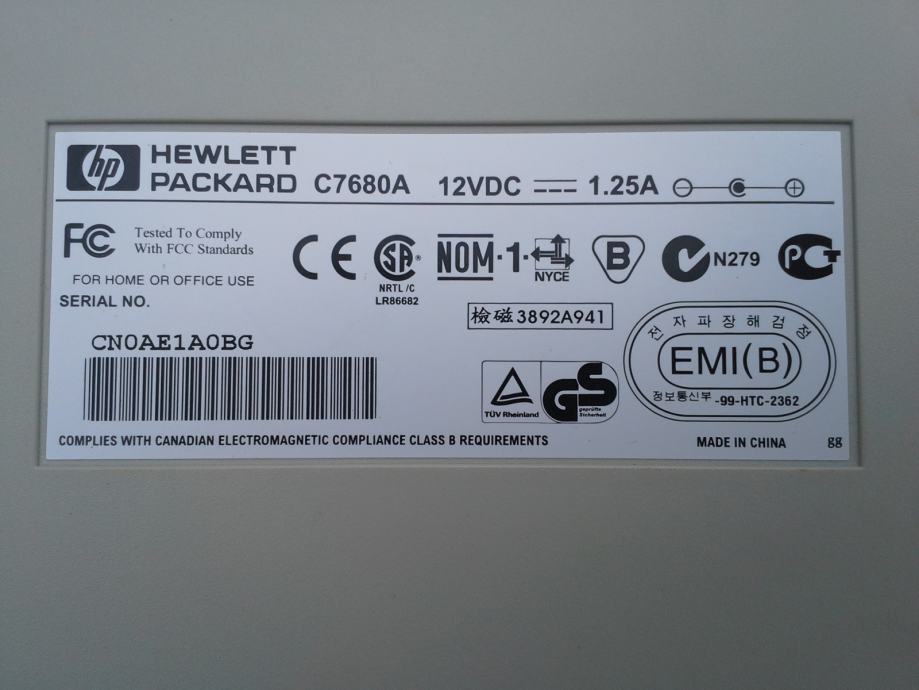 hp HEWLETT
PACKARD C7680A 12VDC 1.25A
FC Tested To Comply
With FCC Standards
FOR HOME OR OFFICE USE
CE
SA
NRTL /C
LR86682
NOM-1-
NYCE
B
N279
PCT
SERIAL NO.
CN0AE1A0BG
檢磁 3892A941
TÜV Rheinland
GS
geprüfte
Sicherheit
전자파장해검정
EMI(B)
정보통신부-99-HTC-2362
COMPLIES WITH CANADIAN ELECTROMAGNETIC COMPLIANCE CLASS B REQUIREMENTS
MADE IN CHINA gg